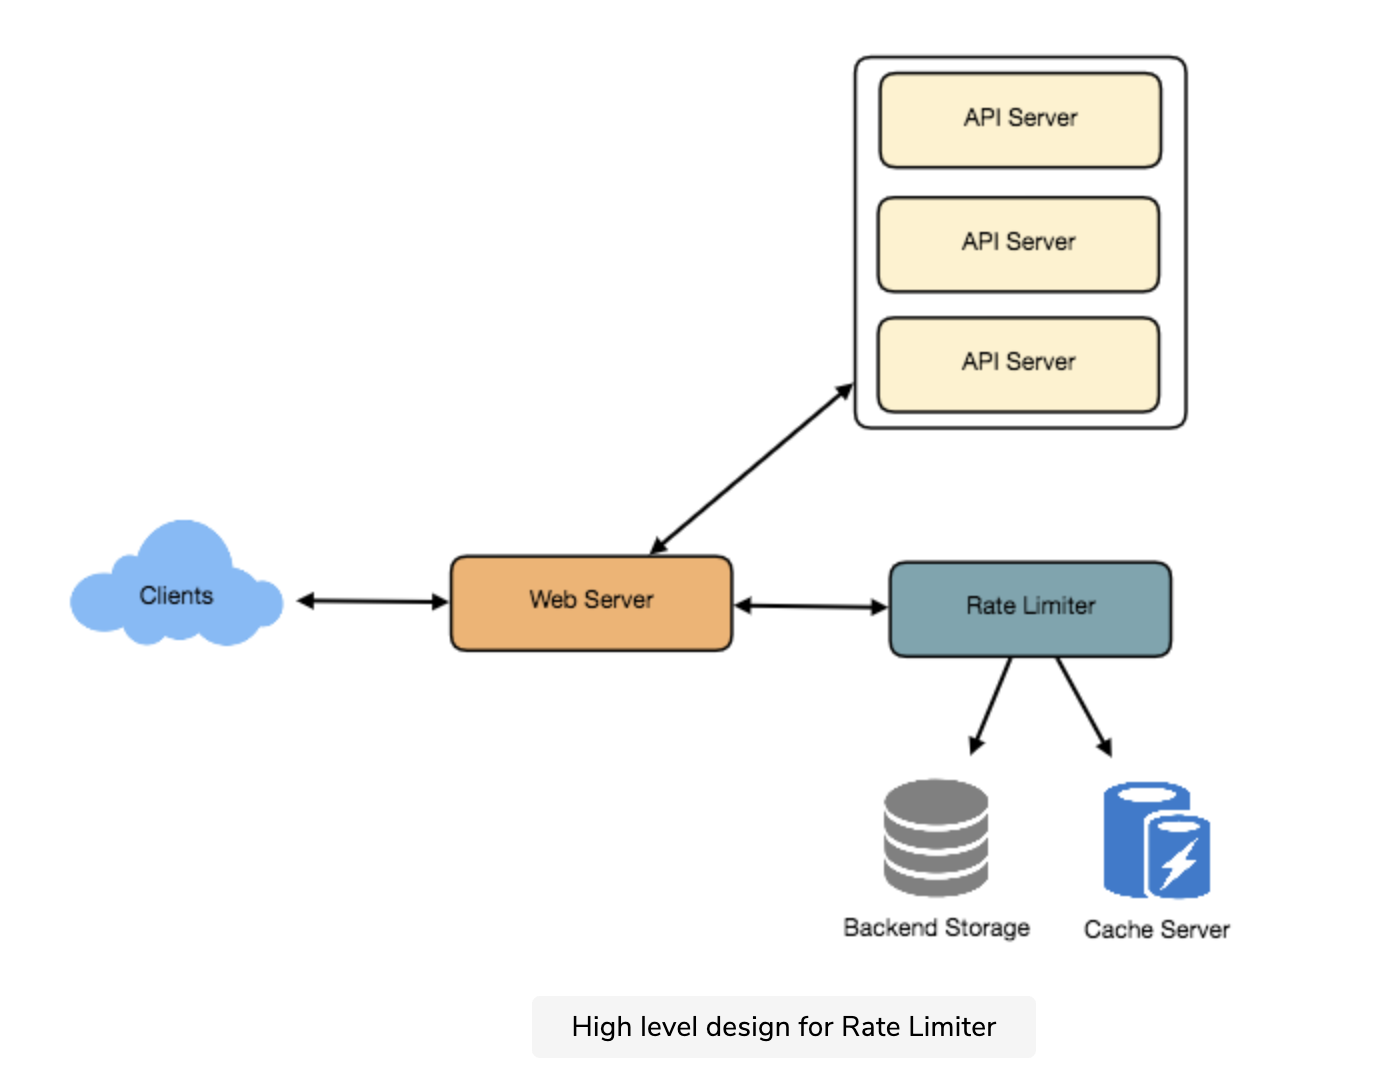 API Server
API Server
API Server
Clients
Web Server
Rate Limiter
Backend Storage
Cache Server
High level design for Rate Limiter